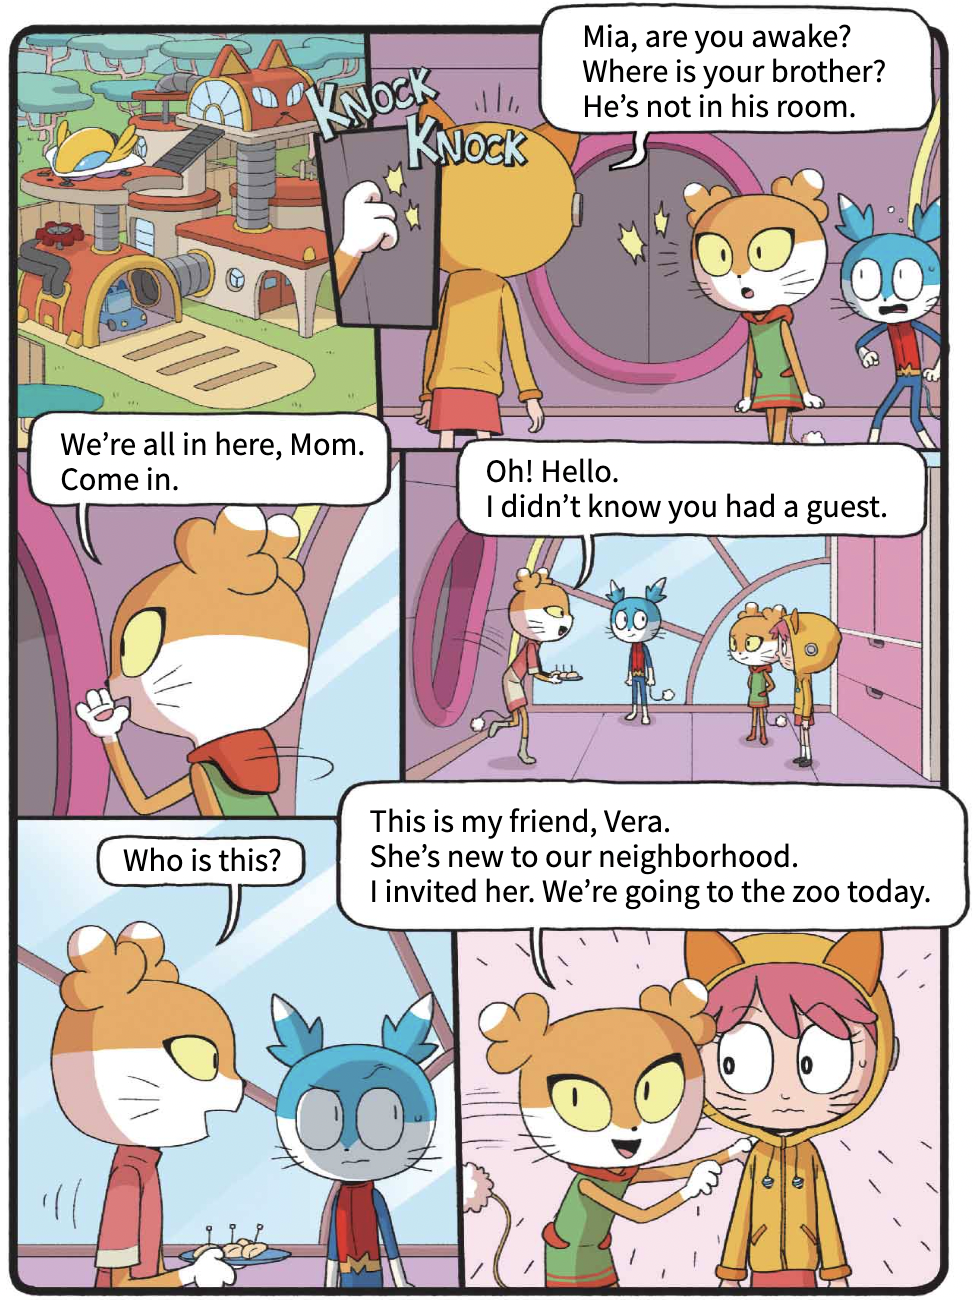 KNOCK
KNOCK
Mia, are you awake?
Where is your brother?
He's not in his room.
We're all in here, Mom.
Come in.
Oh! Hello.
I didn't know you had a guest.
Who is this?
This is my friend, Vera.
She's new to our neighborhood.
I invited her. We're going to the zoo today.